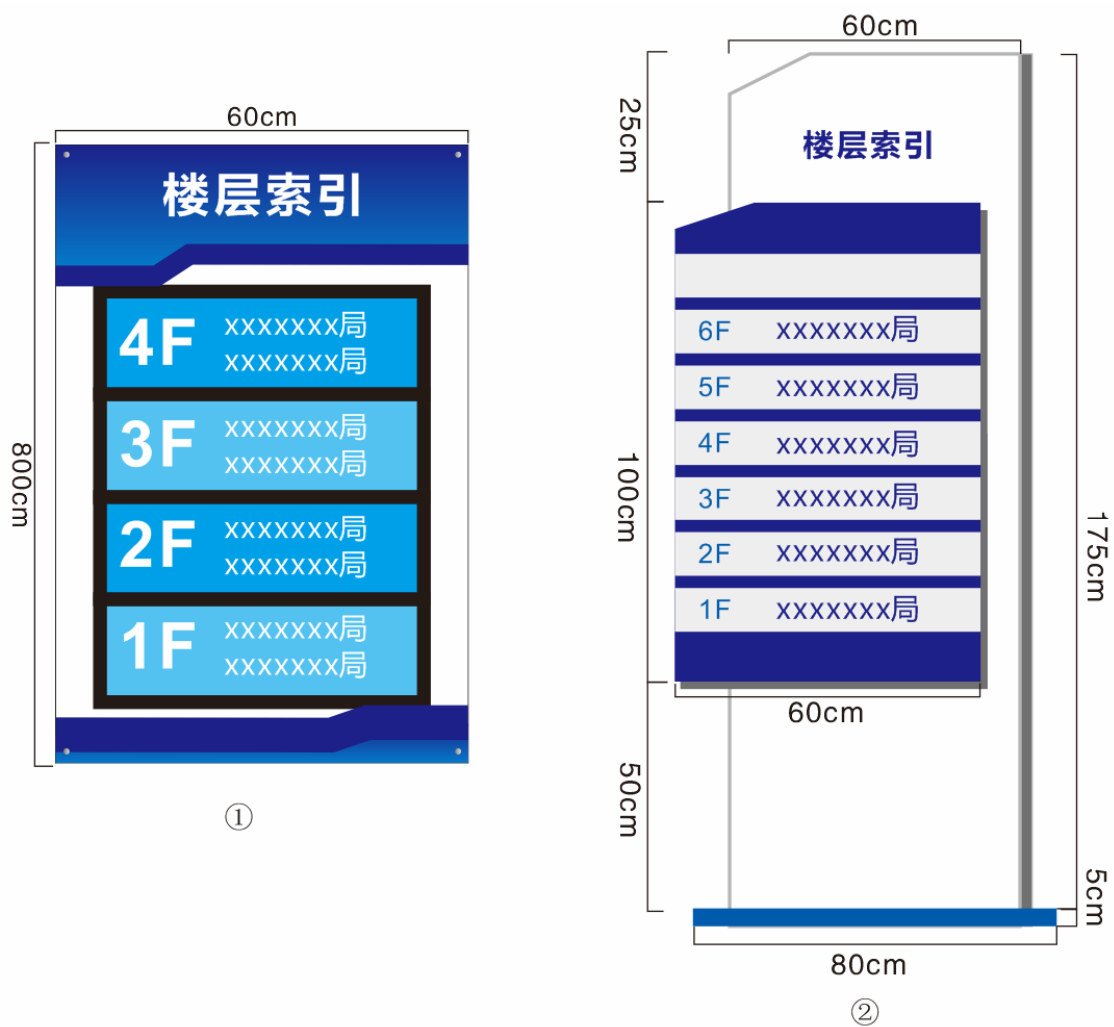 60cm
800cm
楼层索引
4F
xxxxxxx局
xxxxxxx局
3F
xxxxxxx局
xxxxxxx局
2F
xxxxxxx局
xxxxxxx局
1F
xxxxxxx局
xxxxxxx局
①
60cm
25cm
楼层索引
6F xxxxxxx局
5F xxxxxxx局
4F xxxxxxx局
3F xxxxxxx局
2F xxxxxxx局
1F xxxxxxx局
100cm
175cm
60cm
50cm
5cm
80cm
②